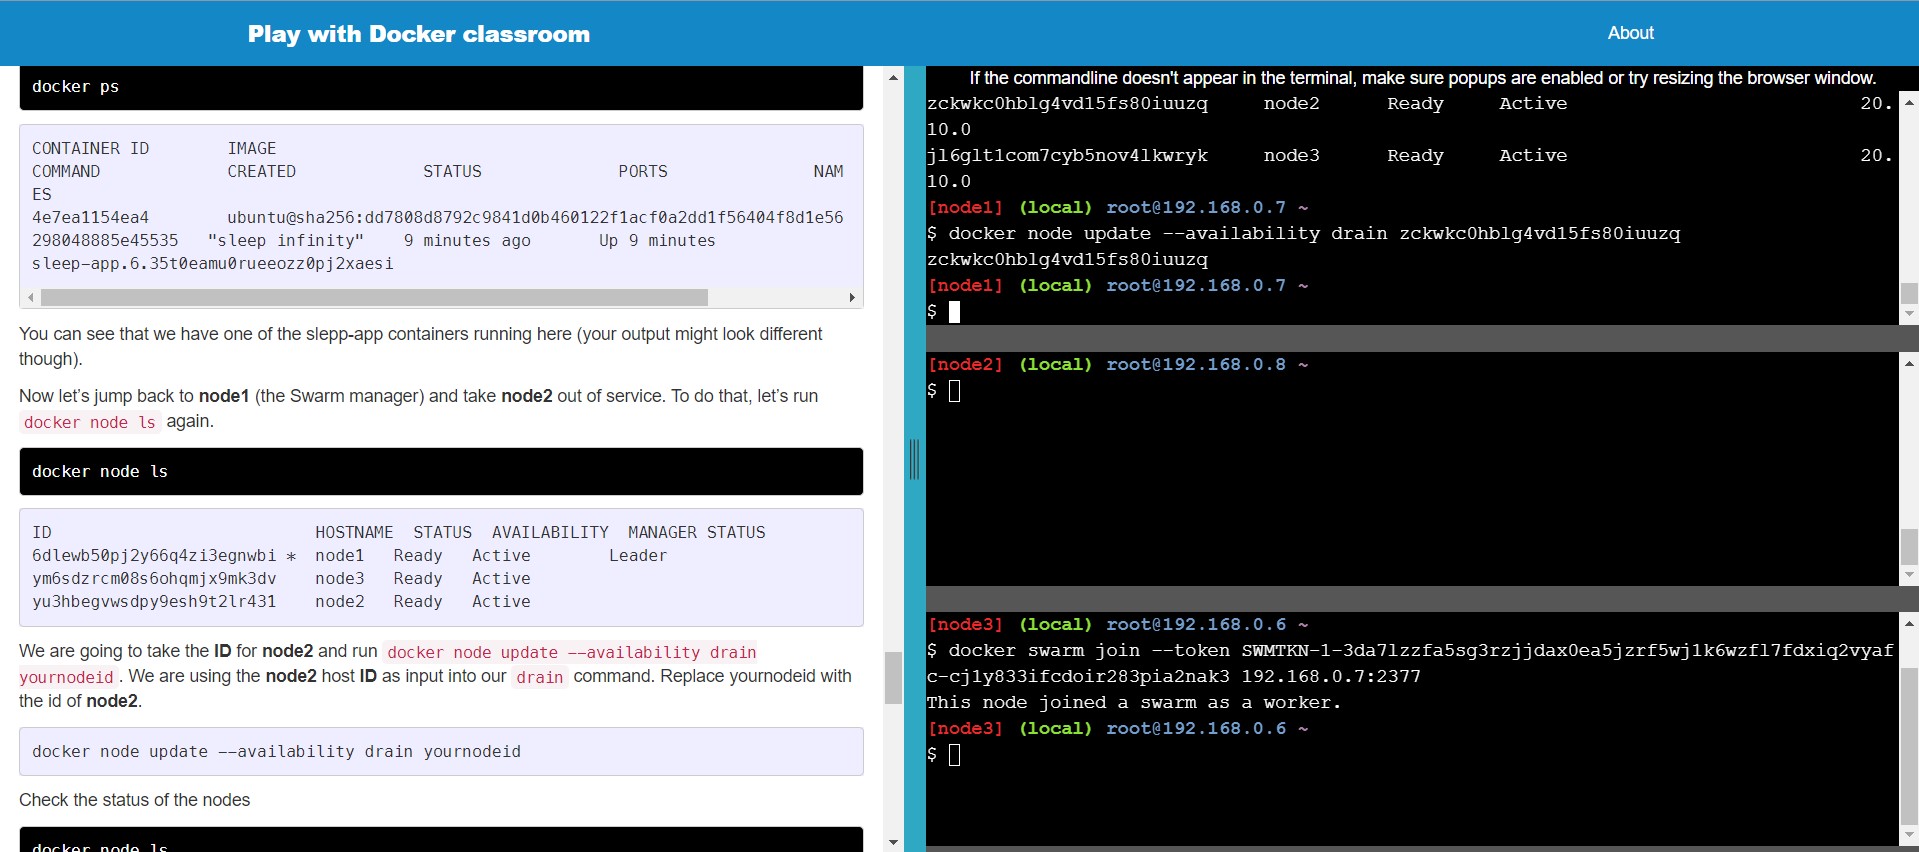 Play with Docker classroom
About
docker ps
CONTAINER ID        IMAGE
COMMAND             CREATED             STATUS              PORTS               NAM
ES
4e7ea1154ea4        ubuntu@sha256:dd7808d8792c9841d0b460122f1acf0a2dd1f56404f8d1e56
298048885e45535   "sleep infinity"    9 minutes ago       Up 9 minutes
sleep-app.6.35t0eamu0rueeozz0pj2xaesi
You can see that we have one of the slepp-app containers running here (your output might look different
though).
Now let’s jump back to node1 (the Swarm manager) and take node2 out of service. To do that, let’s run
docker node ls again.
docker node ls
ID                           HOSTNAME  STATUS  AVAILABILITY  MANAGER STATUS
6dlewb50pj2y66q4zi3egnwbi *  node1   Ready   Active        Leader
ym6sdzrcm08s6ohqmjx9mk3dv    node3   Ready   Active
yu3hbegvwsdpy9esh9t2lr431    node2   Ready   Active
We are going to take the ID for node2 and run docker node update --availability drain
yournodeid. We are using the node2 host ID as input into our drain command. Replace yournodeid with
the id of node2.
docker node update --availability drain yournodeid
Check the status of the nodes
docker node ls
If the commandline doesn't appear in the terminal, make sure popups are enabled or try resizing the browser window.
zckwkc0hblg4vd15fs80iuuzq     node2      Ready     Active                          20.
10.0
jl6glt1com7cyb5nov4lkwryk     node3      Ready     Active                          20.
10.0
[node1] (local) root@192.168.0.7 ~
$ docker node update --availability drain zckwkc0hblg4vd15fs80iuuzq
zckwkc0hblg4vd15fs80iuuzq
[node1] (local) root@192.168.0.7 ~
$
[node2] (local) root@192.168.0.8 ~
$
[node3] (local) root@192.168.0.6 ~
$ docker swarm join --token SWMTKN-1-3da7lzzfa5sg3rzjjdax0ea5jzrf5wj1k6wzfl7fdxiq2vyaf
c-cj1y833ifcdoir283pia2nak3 192.168.0.7:2377
This node joined a swarm as a worker.
[node3] (local) root@192.168.0.6 ~
$